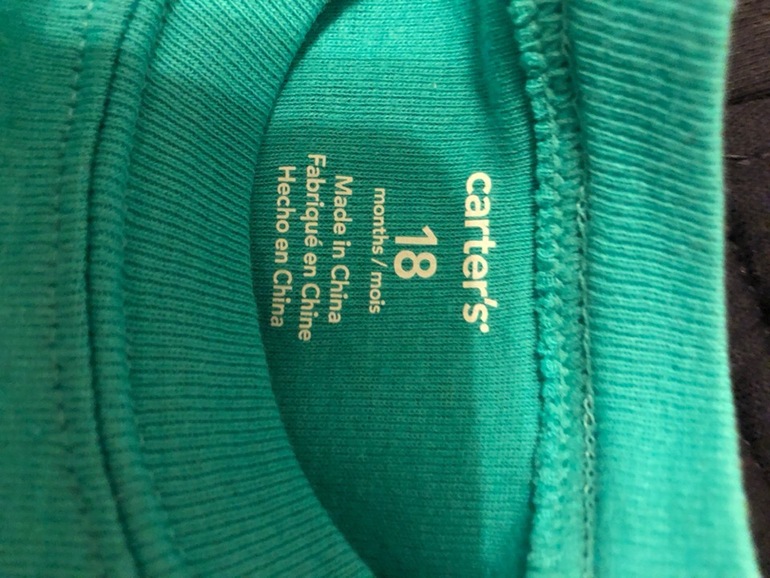 carter's
18
months / mois
Made in China
Fabriqué en Chine
Hecho en China